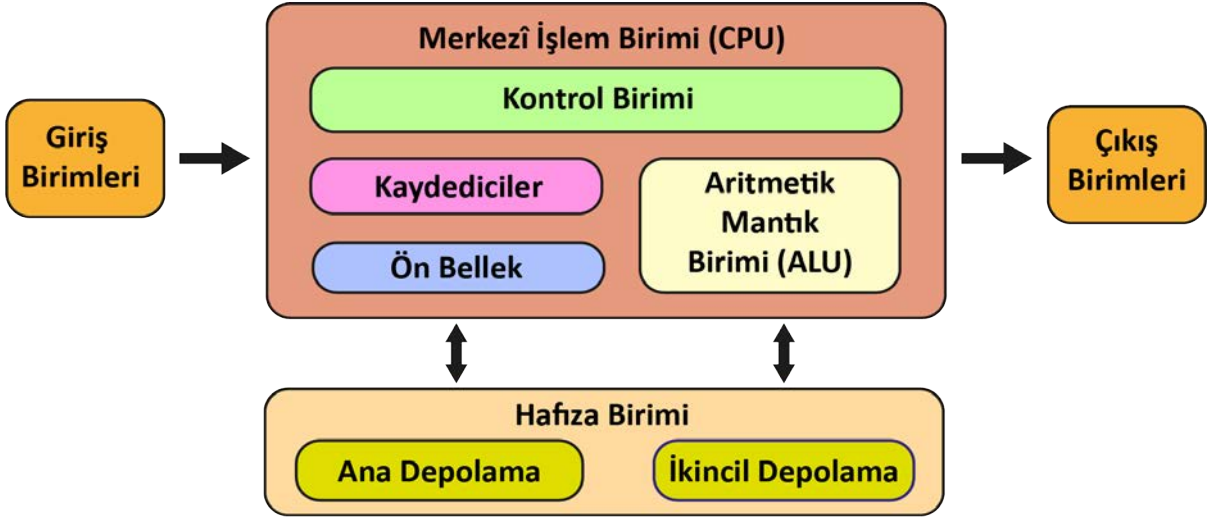 Merkezî İşlem Birimi (CPU)
Kontrol Birimi
Giriş
Birimleri
Kaydediciler
Ön Bellek
Aritmetik
Mantık
Birimi (ALU)
Çıkış
Birimleri
Hafıza Birimi
Ana Depolama
İkincil Depolama